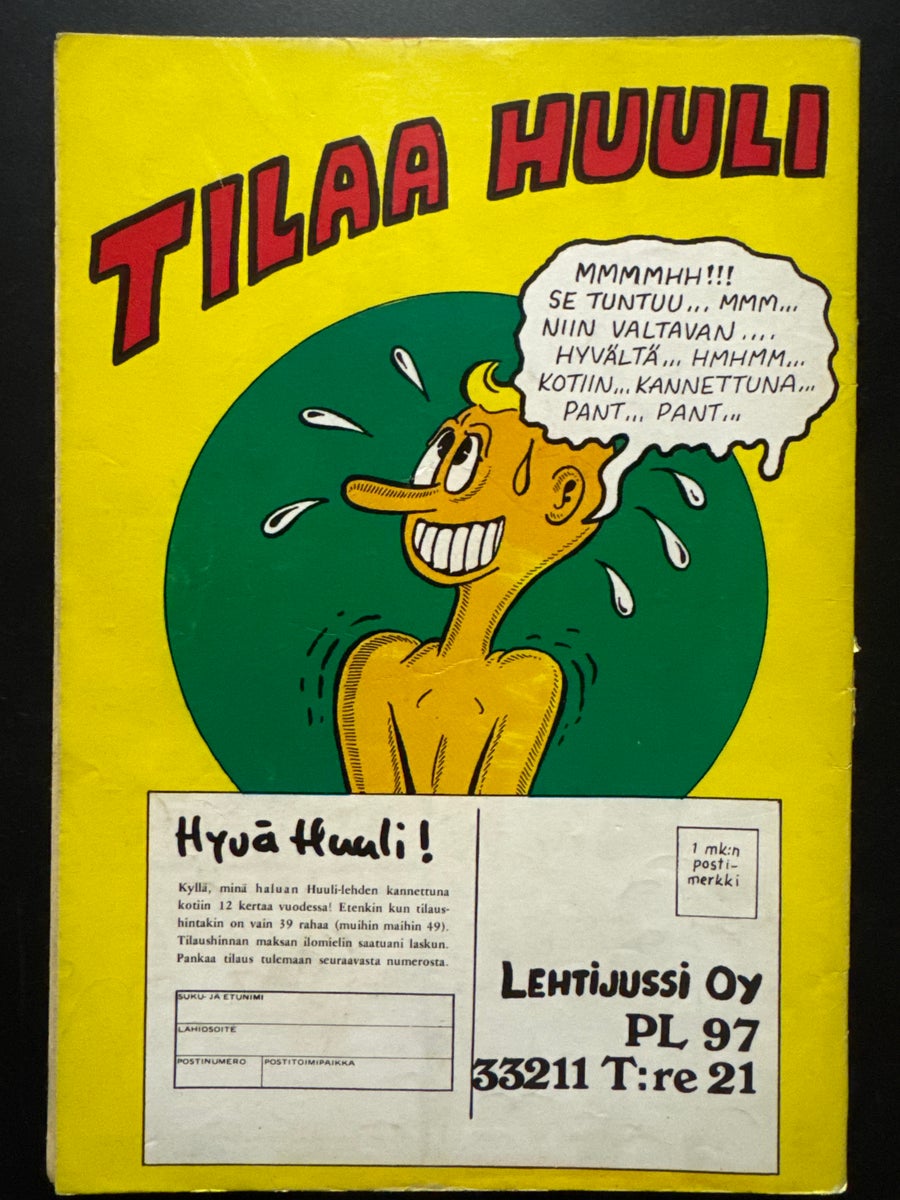 TILAA HUULI
MMMMHH!!!
SE TUNTUU... MMM...
NIIN VALTAVAN....
HYVÄLTÄ... HMHMM...
KOTIIN... KANNETTUNA...
PANT... PANT...
Hyvä Huuli!
Kyllä, minä haluan Huuli-lehden kannettuna
kotiin 12 kertaa vuodessa! Etenkin kun tilaus-
hintakin on vain 39 rahaa (muihin maihin 49).
Tilaushinnan maksan ilomielin saatuani laskun.
Pankaa tilaus tulemaan seuraavasta numerosta.
SUKU- JA ETUNIMI
LÄHIOSOITE
POSTINUMERO POSTITOIMIPAIKKA
1 mk:n
posti-
merkki
LEHTIJUSSI OY
PL 97
33211 T:re 21